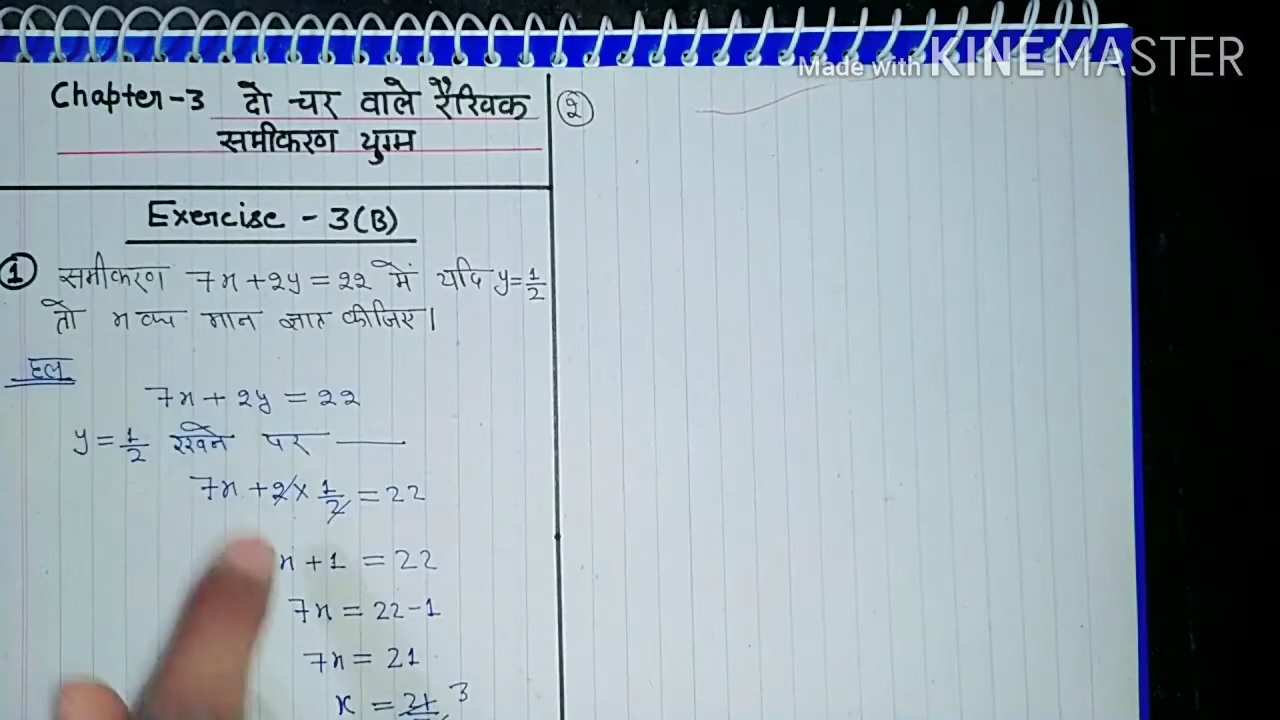 Made with KINEMASTER
Chapter-3 दो चर वाले रैखिक
समीकरण युग्म
Exercise - 3(B)
1 समीकरण 7x + 2y = 22 में यदि y = 1/2
तो x का मान ज्ञात कीजिए।
हल
7x + 2y = 22
y = 1/2 रखने पर —
7x + 2 × 1/2 = 22
x + 1 = 22
7x = 22 - 1
7x = 21
x = 21 3
2